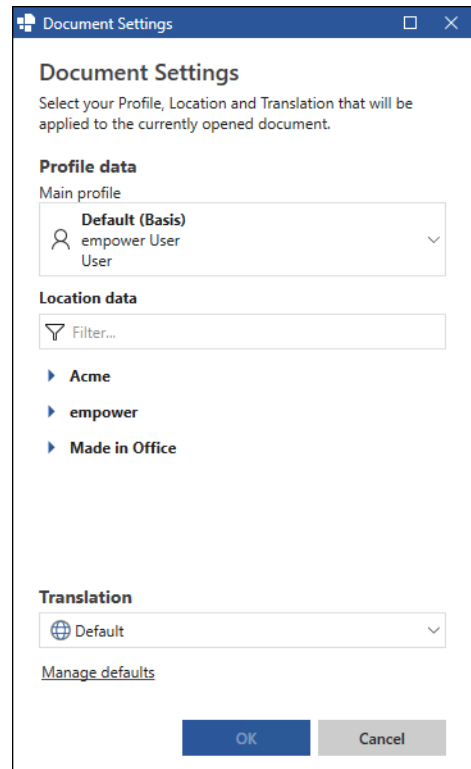 Document Settings
Document Settings
Select your Profile, Location and Translation that will be
applied to the currently opened document.
Profile data
Main profile
Default (Basis)
empower User
User
Location data
Filter...
Acme
empower
Made in Office
Translation
Default
Manage defaults
OK Cancel